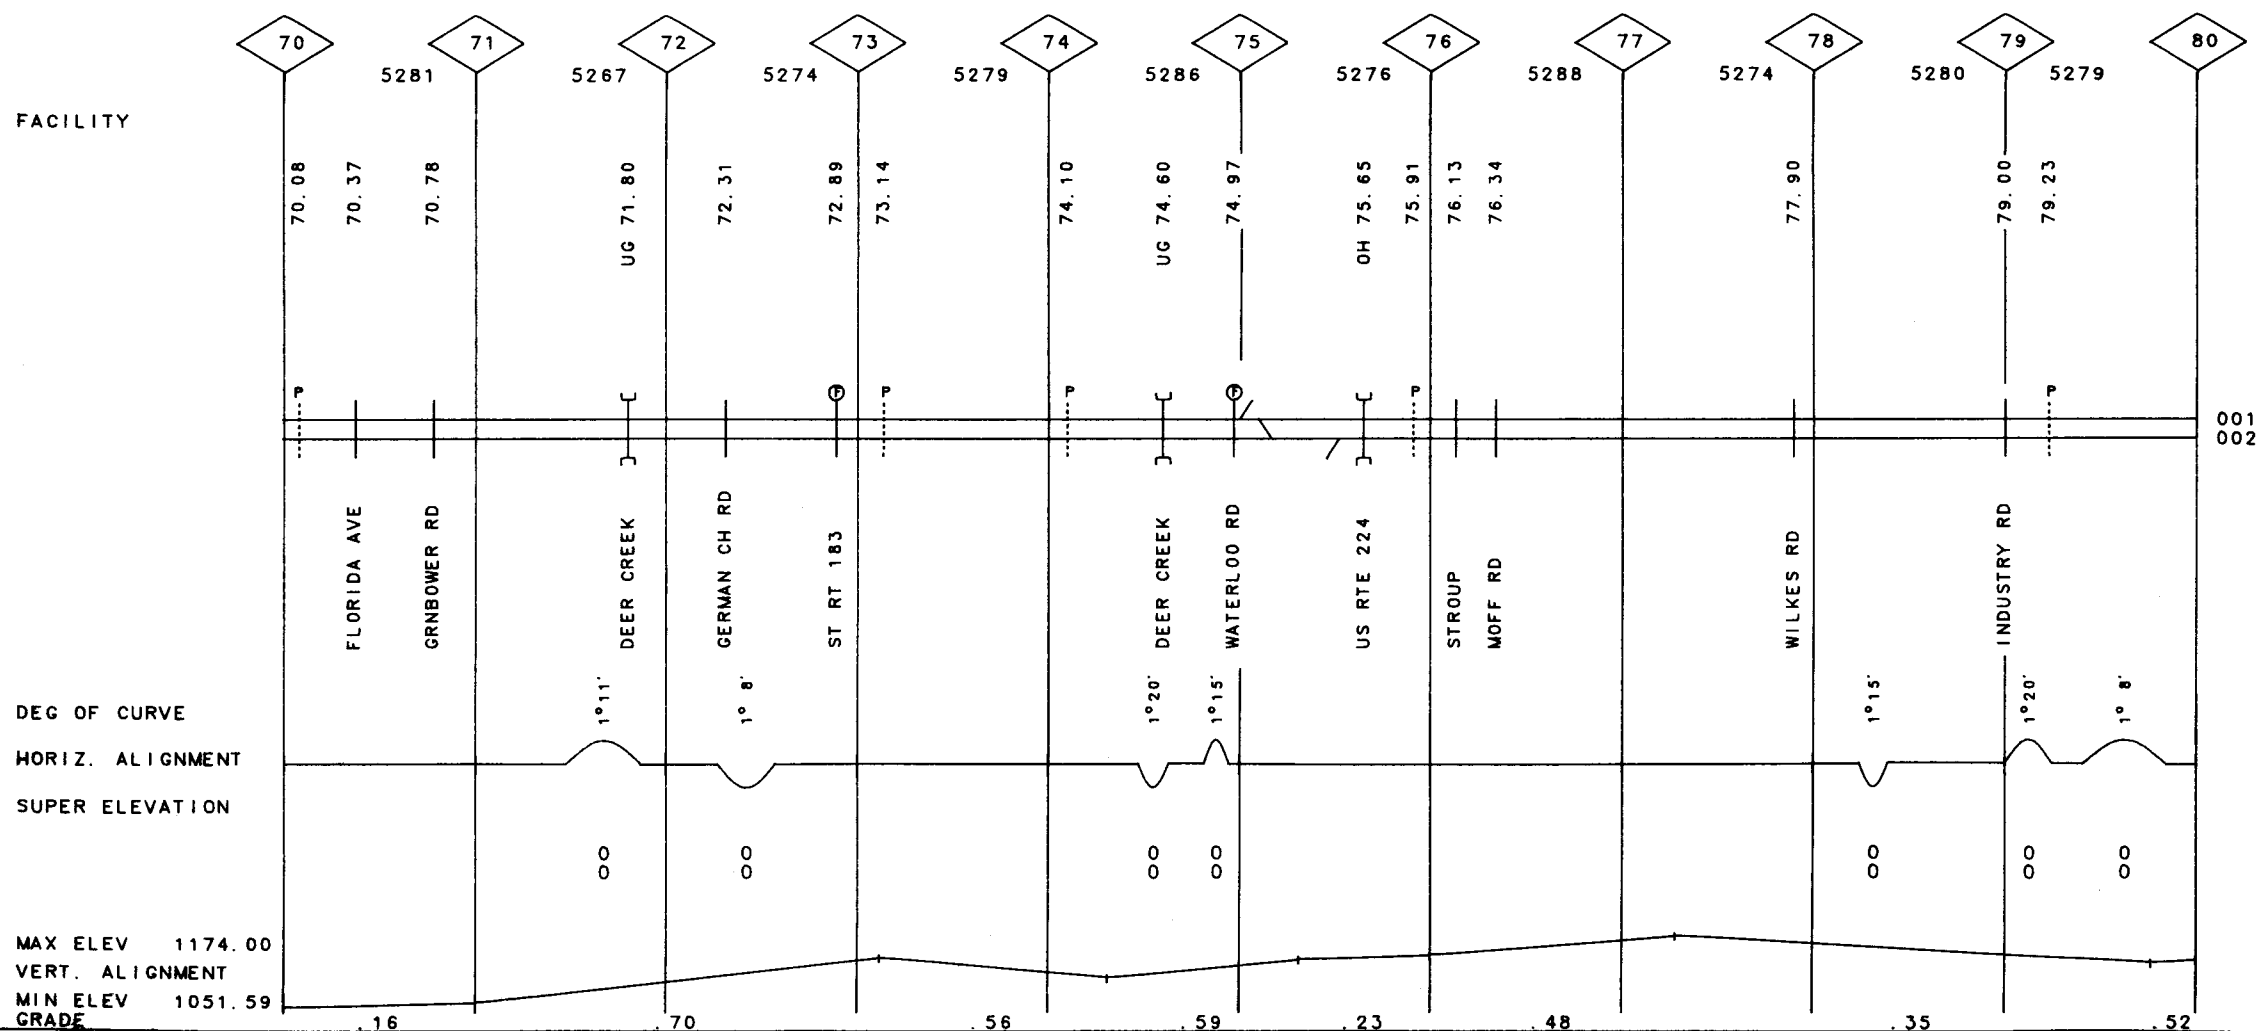 70 71 72 73 74 75 76 77 78 79 80
5281 5267 5274 5279 5286 5276 5288 5274 5280 5279
FACILITY
70.08
70.37
70.78
UG 71.80
72.31
72.89
73.14
74.10
UG 74.60
74.97
OH 75.65
75.91
76.13
76.34
77.90
79.00
79.23
P F P P F P P
001
002
FLORIDA AVE
GRNBOWER RD
DEER CREEK
GERMAN CH RD
ST RT 183
DEER CREEK
WATERLOO RD
US RTE 224
STROUP
MOFF RD
WILKES RD
INDUSTRY RD
DEG OF CURVE
1°11'
1° 8'
1°20'
1°15'
1°15'
1°20'
1° 8'
HORIZ. ALIGNMENT
SUPER ELEVATION
0 0 0 0 0 0 0
0 0 0 0 0 0 0
MAX ELEV 1174.00
VERT. ALIGNMENT
MIN ELEV 1051.59
GRADE .16 .70 .56 .59 .23 .48 .35 .52